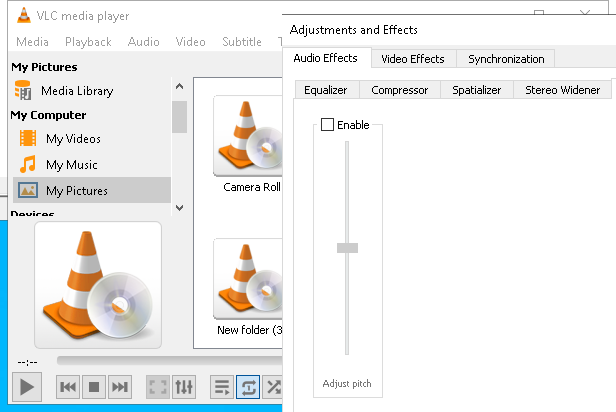 VLC media player
Media Playback Audio Video Subtitle
My Pictures
Media Library
My Computer
My Videos
My Music
My Pictures
Devices
Camera Roll
New folder (3
--:--
Adjustments and Effects
Audio Effects Video Effects Synchronization
Equalizer Compressor Spatializer Stereo Widener
Enable
Adjust pitch